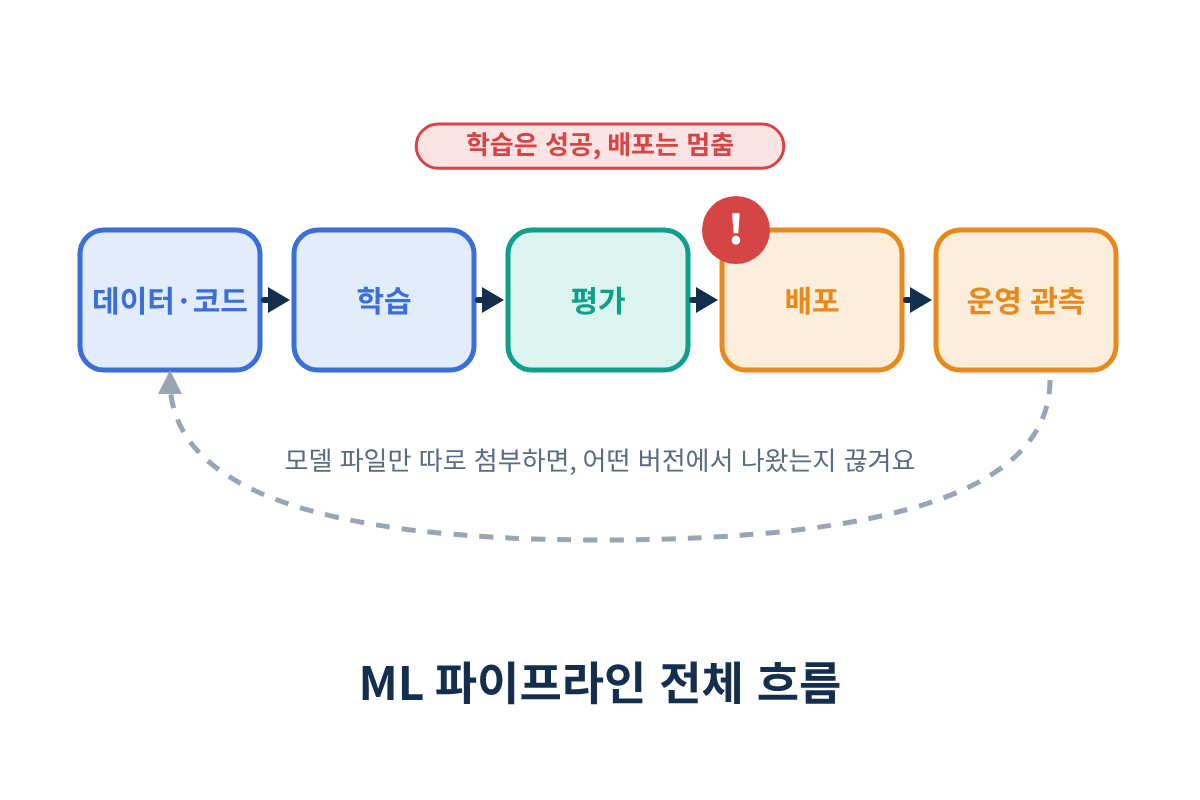 학습은 성공, 배포는 멈춤
!
데이터·코드
학습
평가
배포
운영 관측
모델 파일만 따로 첨부하면, 어떤 버전에서 나왔는지 끊겨요
ML 파이프라인 전체 흐름